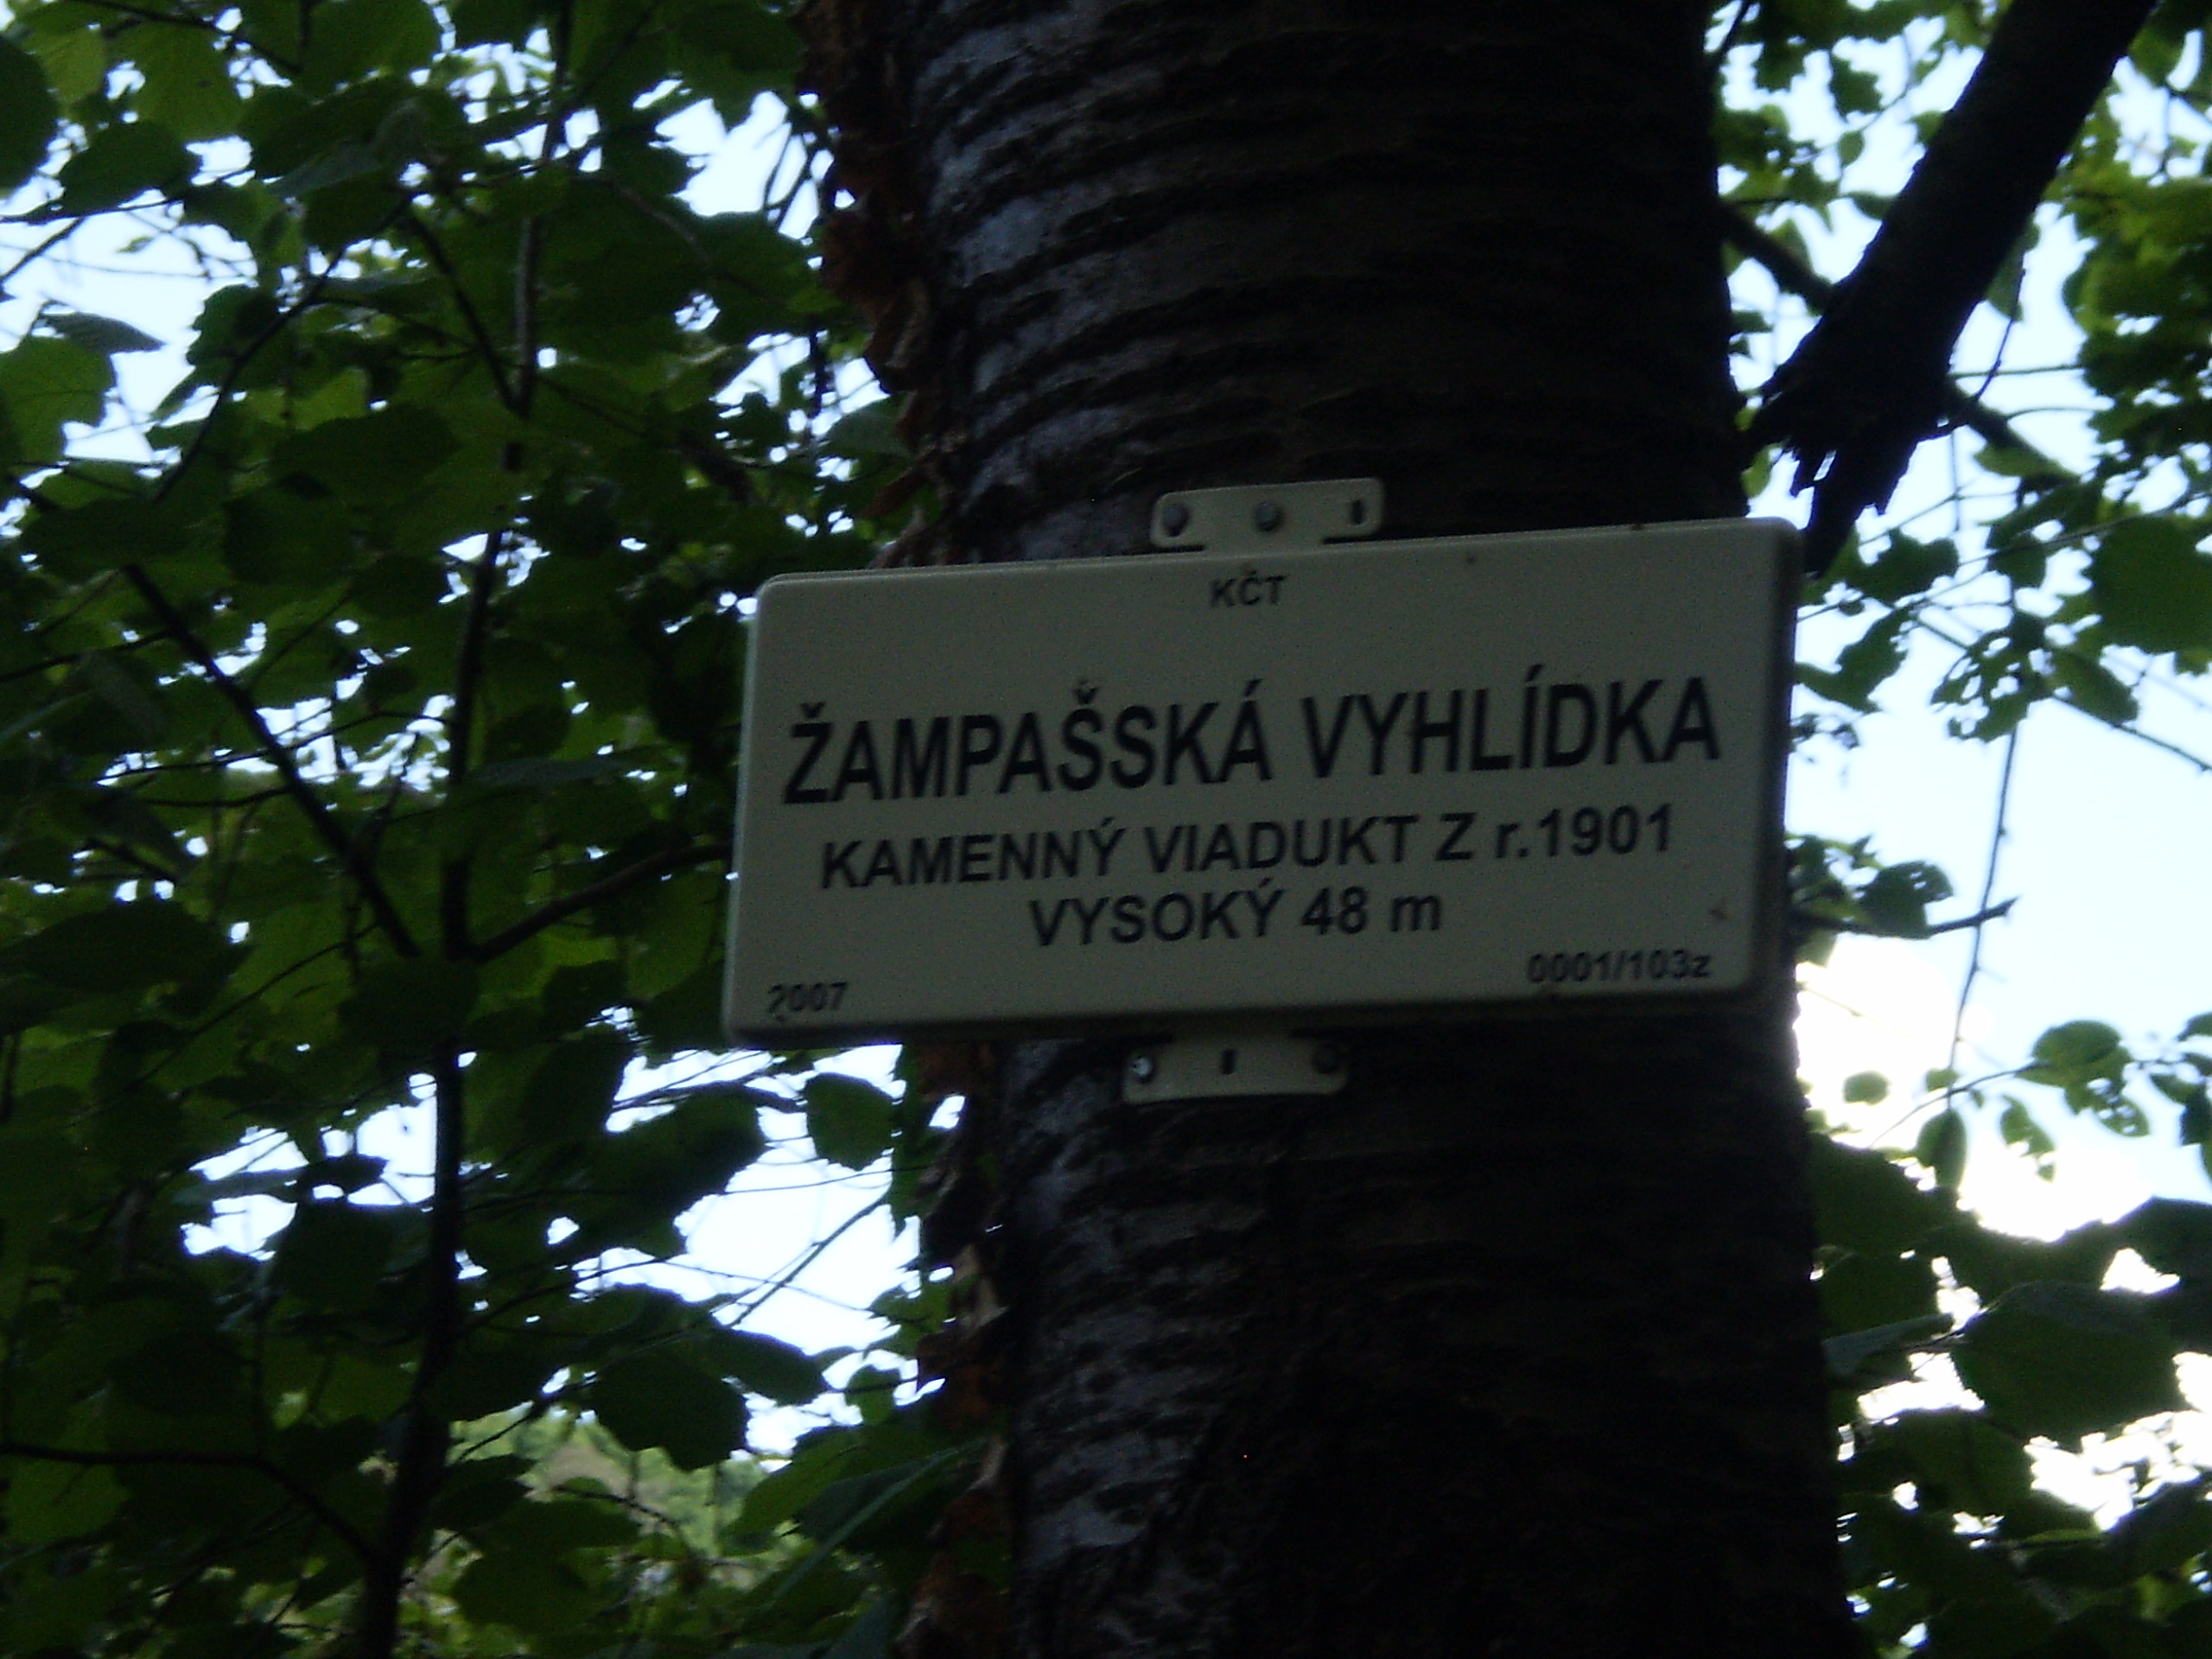 KČT
ŽAMPAŠSKÁ VYHLÍDKA
KAMENNÝ VIADUKT Z r.1901
VYSOKÝ 48 m
2007
0001/103z